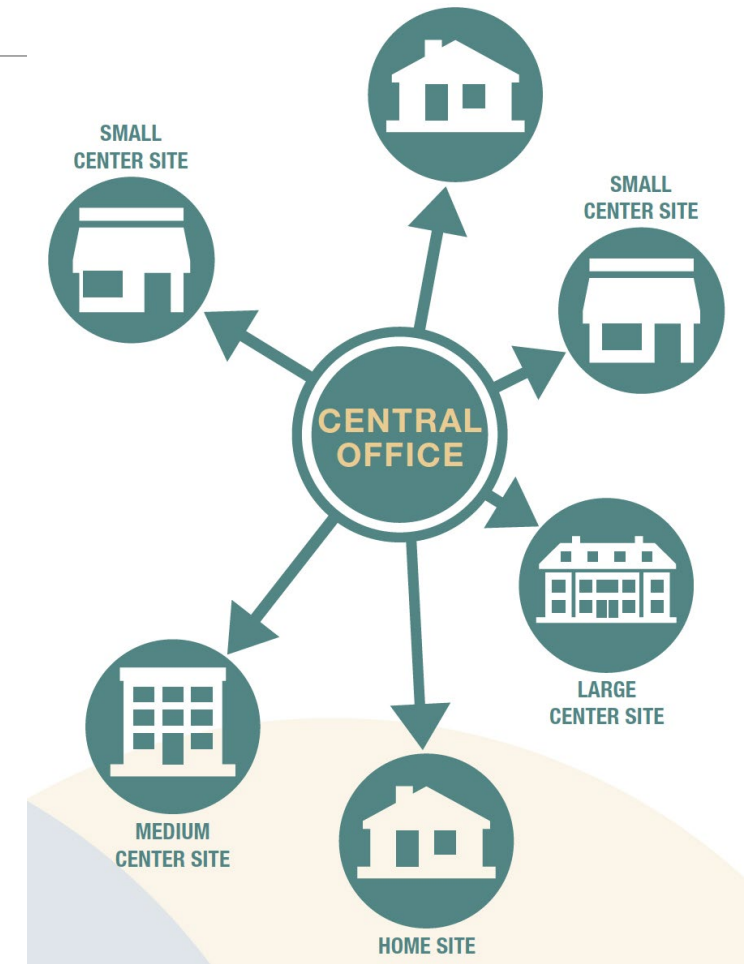 SMALL
CENTER SITE
SMALL
CENTER SITE
CENTRAL
OFFICE
LARGE
CENTER SITE
MEDIUM
CENTER SITE
HOME SITE